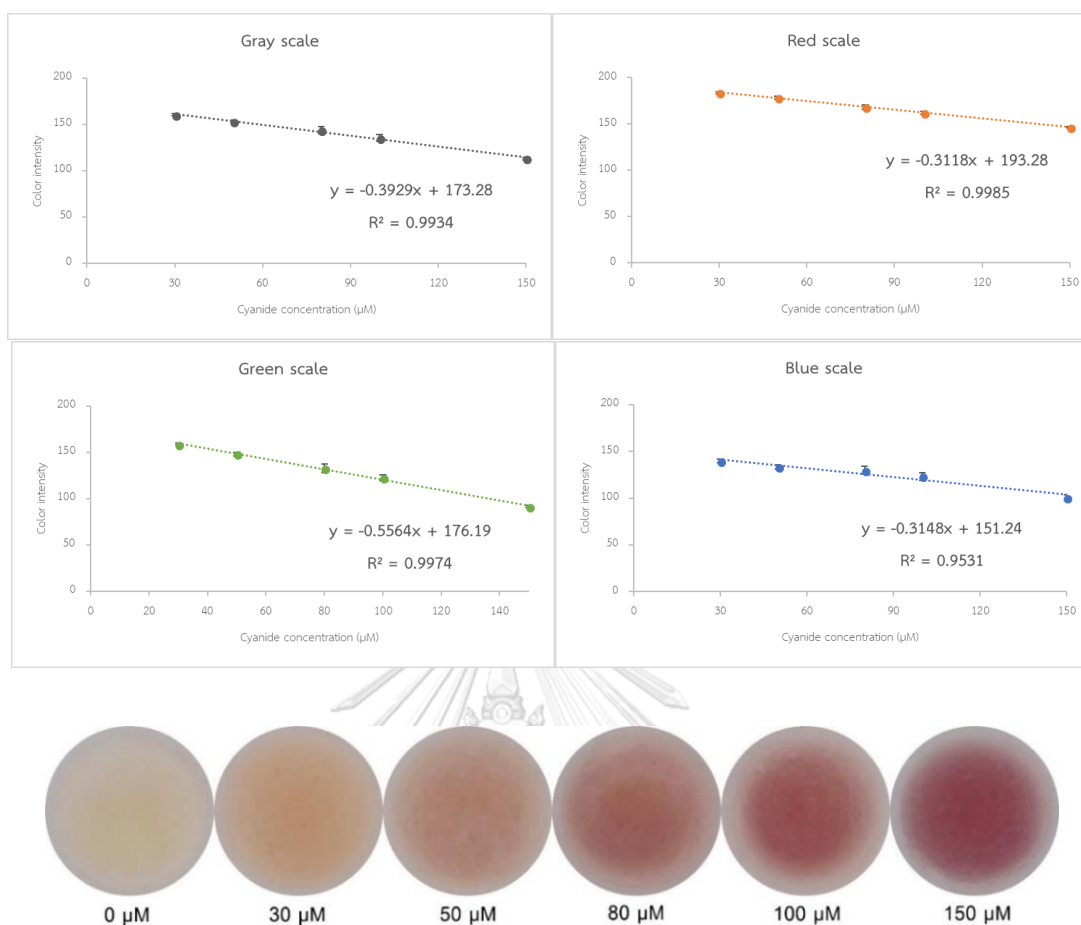 Gray scale
200
150
100
50
0
Color intensity
y = -0.3929x + 173.28
R² = 0.9934
0 30 60 90 120 150
Cyanide concentration (µM)
Red scale
200
150
100
50
0
Color intensity
y = -0.3118x + 193.28
R² = 0.9985
0 30 60 90 120 150
Cyanide concentration (µM)
Green scale
200
150
100
50
0
Color intensity
y = -0.5564x + 176.19
R² = 0.9974
0 20 40 60 80 100 120 140
Cyanide concentration (µM)
Blue scale
200
150
100
50
0
Color intensity
y = -0.3148x + 151.24
R² = 0.9531
0 30 60 90 120 150
Cyanide concentration (µM)
0 µM 30 µM 50 µM 80 µM 100 µM 150 µM